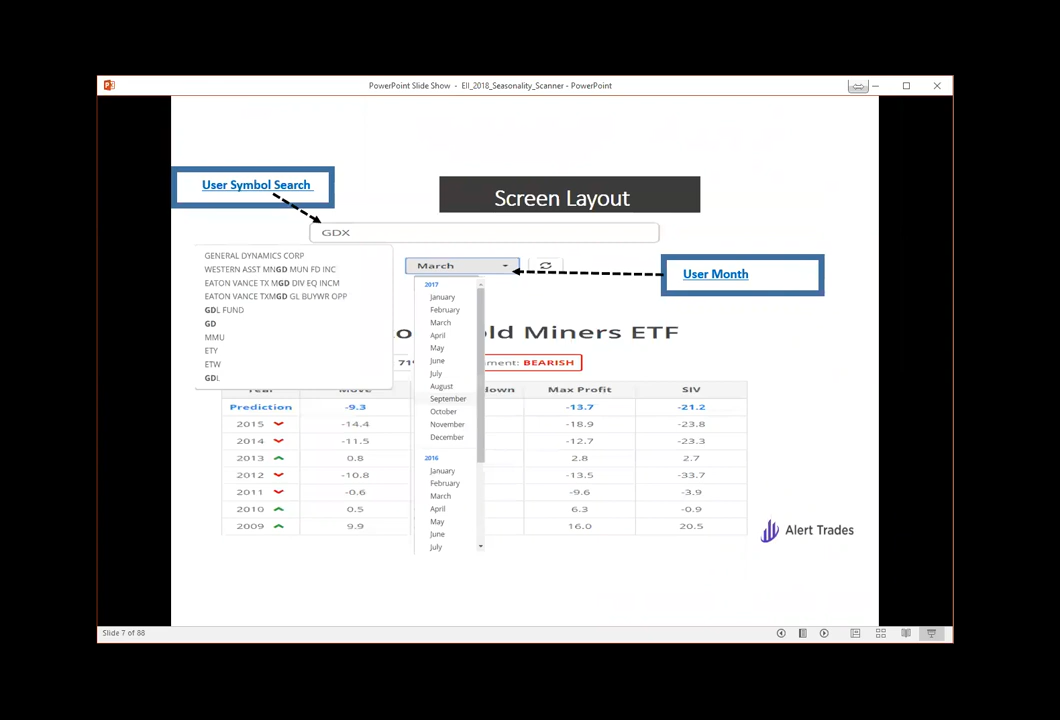 PowerPoint Slide Show - EII_2018_Seasonality_Scanner - PowerPoint
User Symbol Search
Screen Layout
GDX
GENERAL DYNAMICS CORP
WESTERN ASST MNGD MUN FD INC
EATON VANCE TX MGD DIV EQ INCM
EATON VANCE TXMGD GL BUYWR OPP
GDL FUND
GD
MMU
ETY
ETW
GDL
March
User Month
2017
January
February
March
April
May
June
July
August
September
October
November
December
2016
January
February
March
April
May
June
July
old Miners ETF
BEARISH
Year Move Max Profit SIV
Prediction -9.3 -13.7 -21.2
2015 -14.4 -18.9 -23.8
2014 -11.5 -12.7 -23.3
2013 0.8 2.8 2.7
2012 -10.8 -13.5 -33.7
2011 -0.6 -9.6 -3.9
2010 0.5 6.3 -0.9
2009 9.9 16.0 20.5
Alert Trades
Slide 7 of 88